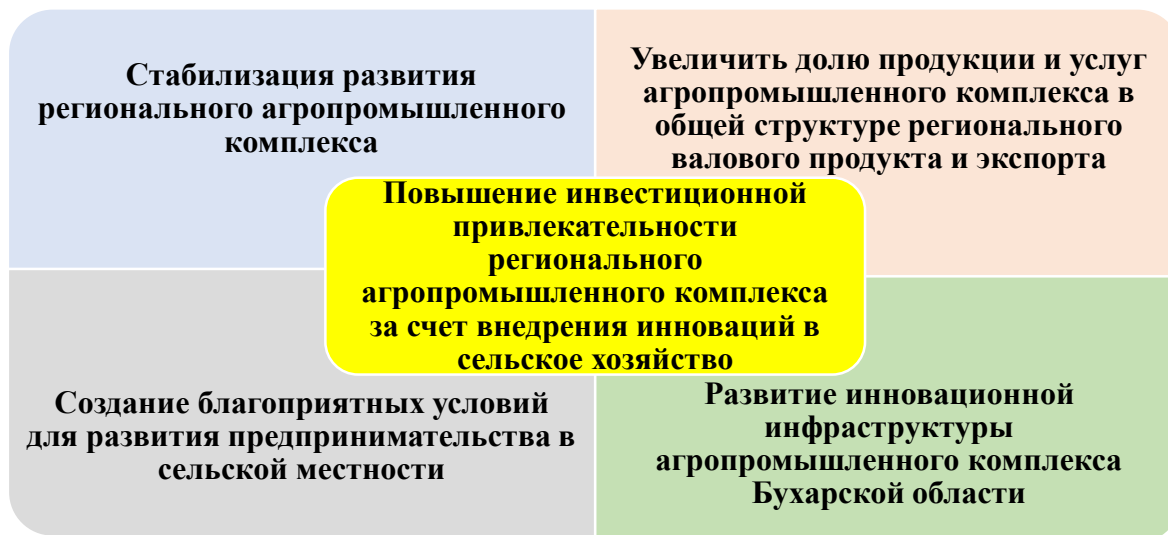 Стабилизация развития
регионального агропромышленного
комплекса
Увеличить долю продукции и услуг
агропромышленного комплекса в
общей структуре регионального
валового продукта и экспорта
Повышение инвестиционной
привлекательности
регионального
агропромышленного комплекса
за счет внедрения инноваций в
сельское хозяйство
Создание благоприятных условий
для развития предпринимательства в
сельской местности
Развитие инновационной
инфраструктуры
агропромышленного комплекса
Бухарской области